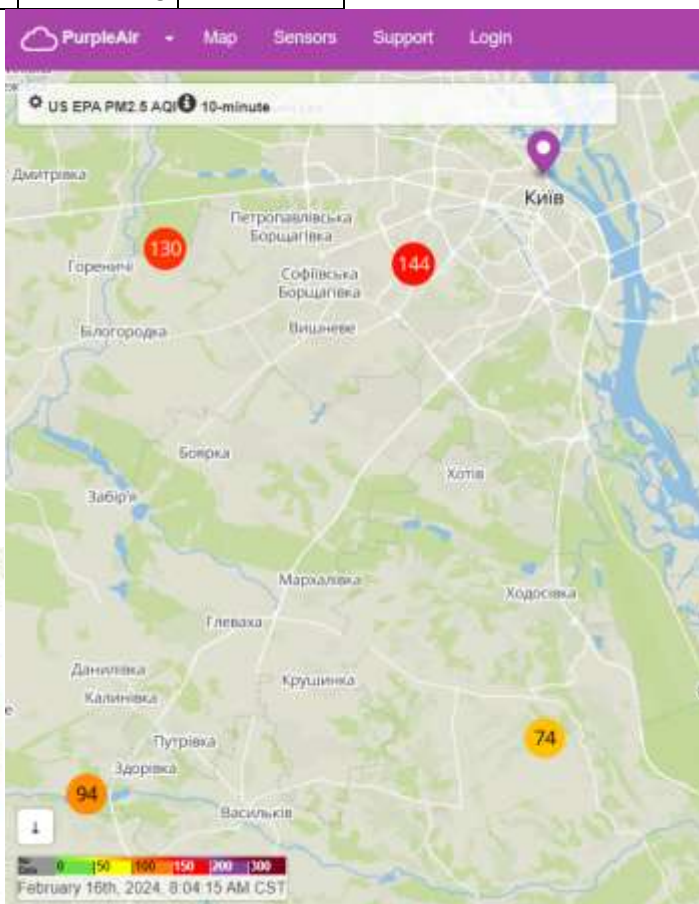 PurpleAir
Map
Sensors
Support
Login
US EPA PM2.5 AQI 10-minute
Дмитрівка
Київ
Петропавлівська
Борщагівка
130
144
Гореничі
Софіївська
Борщагівка
Білогородка
Вишневе
Боярка
Хотів
Забір'я
Мархалівка
Ходосівка
Глеваха
Данилівка
Крушинка
Калинівка
74
Путрівка
Здорівка
94
Васильків
No Data 0 |50 |100 |150 |200 |300
February 16th, 2024, 8:04:15 AM CST